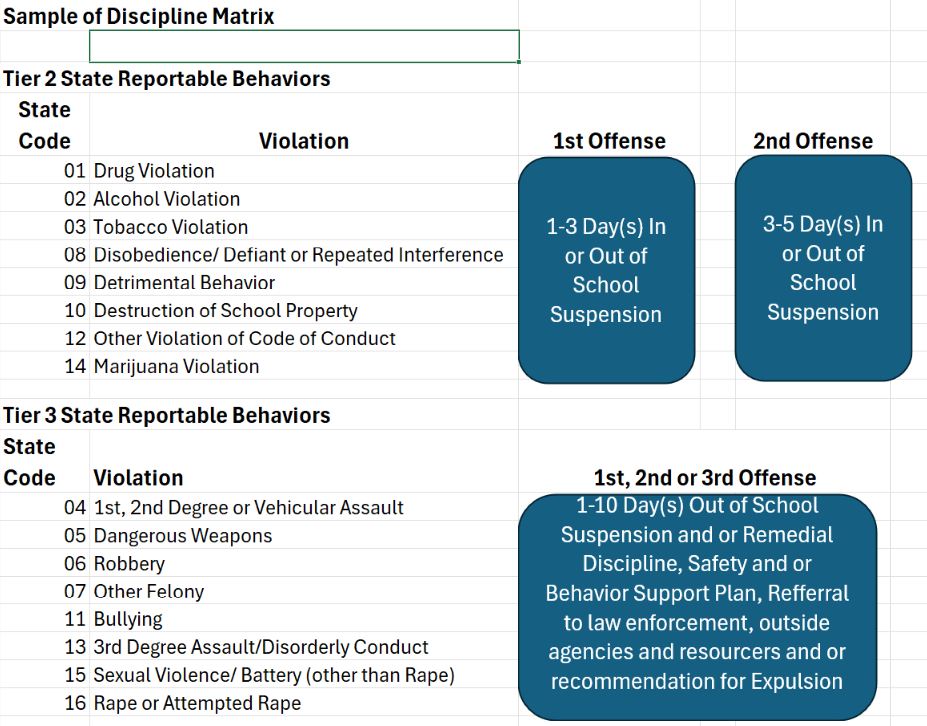 Sample of Discipline Matrix
Tier 2 State Reportable Behaviors
State
Code Violation 1st Offense 2nd Offense
01 Drug Violation
02 Alcohol Violation
03 Tobacco Violation
08 Disobedience/ Defiant or Repeated Interference
09 Detrimental Behavior
10 Destruction of School Property
12 Other Violation of Code of Conduct
14 Marijuana Violation
1-3 Day(s) In
or Out of
School
Suspension
3-5 Day(s) In
or Out of
School
Suspension
Tier 3 State Reportable Behaviors
State
Code Violation 1st, 2nd or 3rd Offense
04 1st, 2nd Degree or Vehicular Assault
05 Dangerous Weapons
06 Robbery
07 Other Felony
11 Bullying
13 3rd Degree Assault/Disorderly Conduct
15 Sexual Violence/ Battery (other than Rape)
16 Rape or Attempted Rape
1-10 Day(s) Out of School
Suspension and or Remedial
Discipline, Safety and or
Behavior Support Plan, Refferral
to law enforcement, outside
agencies and resourcers and or
recommendation for Expulsion